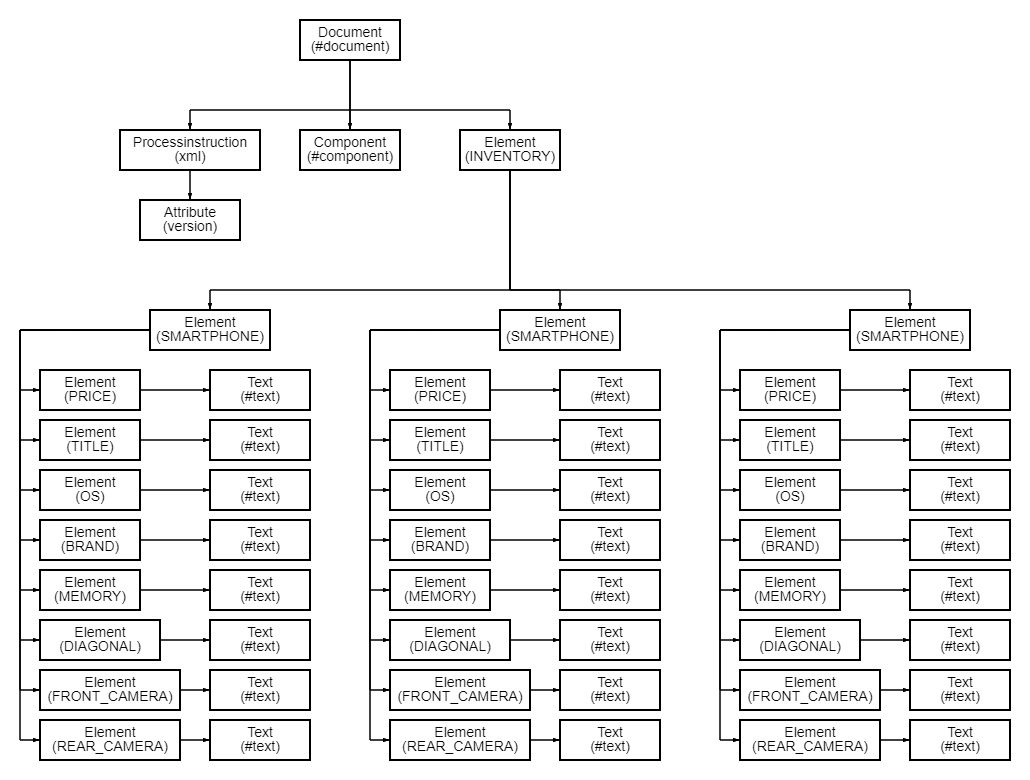 Document
(#document)
Processinstruction
(xml)
Component
(#component)
Element
(INVENTORY)
Attribute
(version)
Element
(SMARTPHONE)
Element
(PRICE)
Text
(#text)
Element
(TITLE)
Text
(#text)
Element
(OS)
Text
(#text)
Element
(BRAND)
Text
(#text)
Element
(MEMORY)
Text
(#text)
Element
(DIAGONAL)
Text
(#text)
Element
(FRONT_CAMERA)
Text
(#text)
Element
(REAR_CAMERA)
Text
(#text)
Element
(SMARTPHONE)
Element
(PRICE)
Text
(#text)
Element
(TITLE)
Text
(#text)
Element
(OS)
Text
(#text)
Element
(BRAND)
Text
(#text)
Element
(MEMORY)
Text
(#text)
Element
(DIAGONAL)
Text
(#text)
Element
(FRONT_CAMERA)
Text
(#text)
Element
(REAR_CAMERA)
Text
(#text)
Element
(SMARTPHONE)
Element
(PRICE)
Text
(#text)
Element
(TITLE)
Text
(#text)
Element
(OS)
Text
(#text)
Element
(BRAND)
Text
(#text)
Element
(MEMORY)
Text
(#text)
Element
(DIAGONAL)
Text
(#text)
Element
(FRONT_CAMERA)
Text
(#text)
Element
(REAR_CAMERA)
Text
(#text)